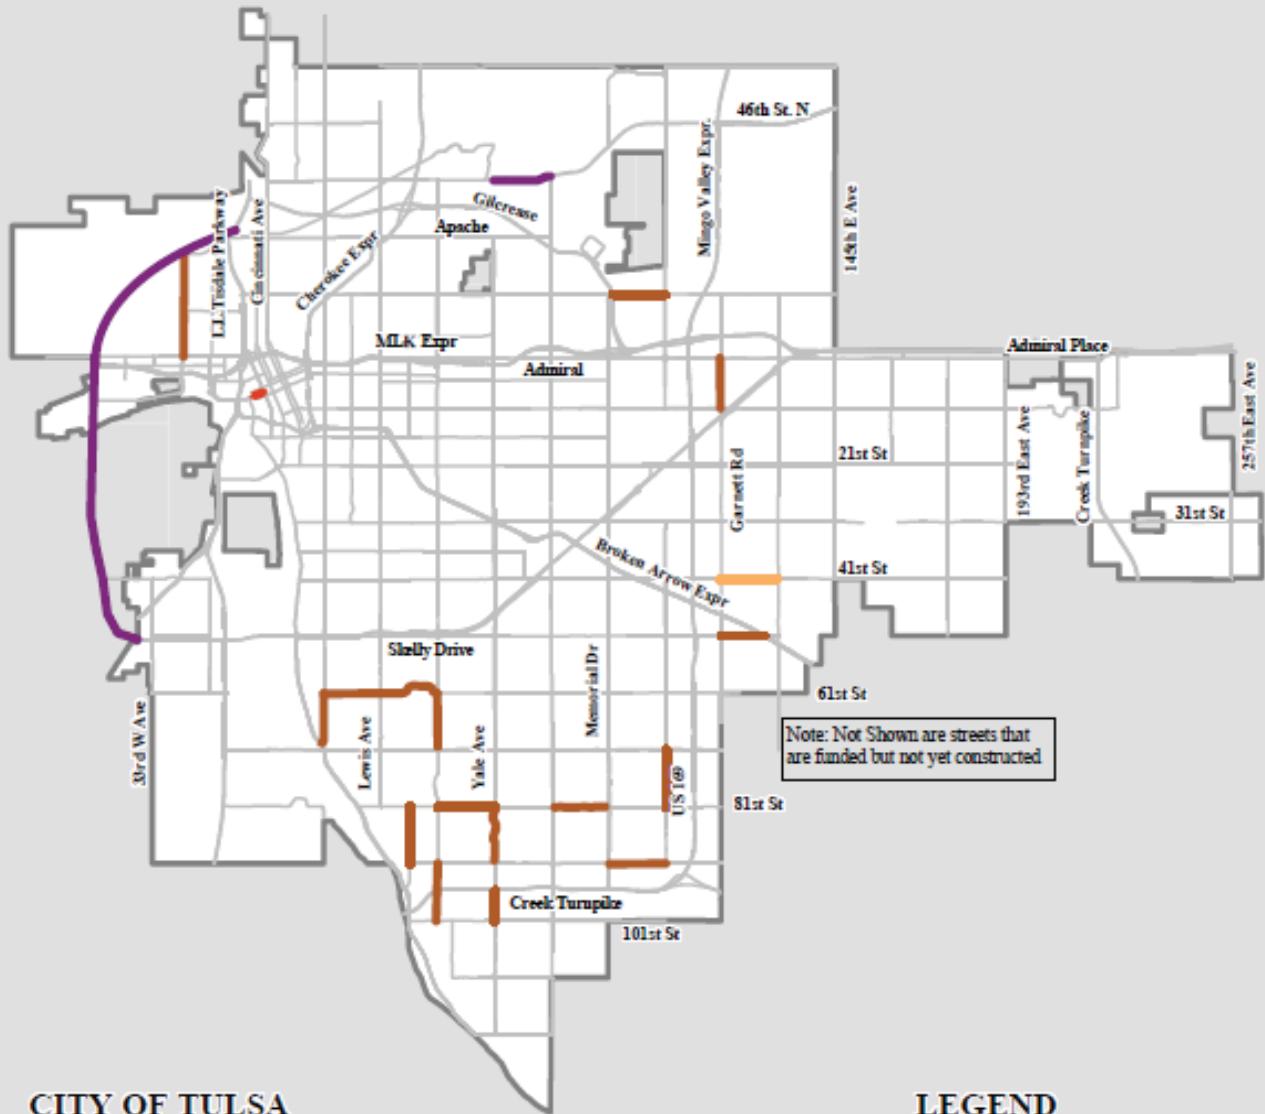 46th St. N
Mingo Valley Expr.
Gilcrease
Apache
145th E Ave
L.L. Tisdale Parkway
Cincinnati Ave
Cherokee Expr
MLK Expr
Admiral
Admiral Place
257th East Ave
193rd East Ave
Creek Turnpike
21st St
Garnett Rd
31st St
Broken Arrow Expr
41st St
Skelly Drive
Memorial Dr
61st St
33rd W Ave
Lewis Ave
Yale Ave
US 169
Note: Not Shown are streets that
are funded but not yet constructed
81st St
Creek Turnpike
101st St
CITY OF TULSA
LEGEND